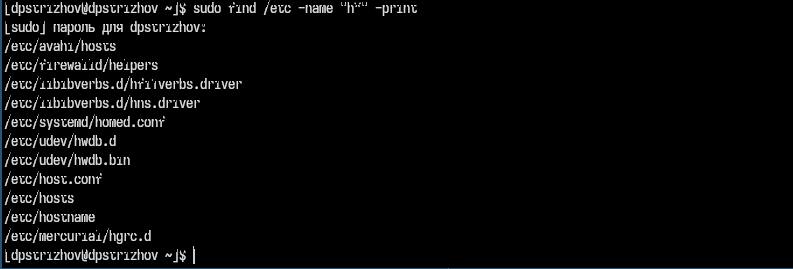 [dpstrizhov@dpstrizhov ~]$ sudo find /etc -name "h*" -print
[sudo] пароль для dpstrizhov:
/etc/avahi/hosts
/etc/firewalld/helpers
/etc/libibverbs.d/hfi1verbs.driver
/etc/libibverbs.d/hns.driver
/etc/systemd/homed.conf
/etc/udev/hwdb.d
/etc/udev/hwdb.bin
/etc/host.conf
/etc/hosts
/etc/hostname
/etc/mercurial/hgrc.d
[dpstrizhov@dpstrizhov ~]$